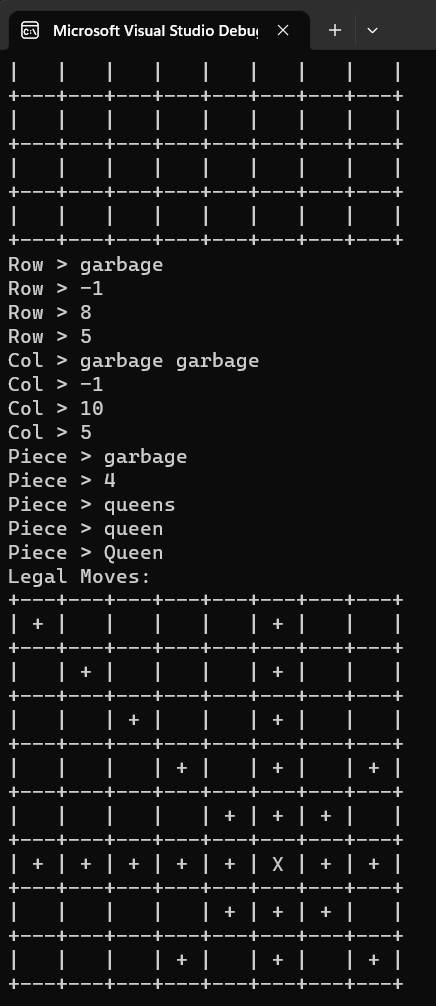 Microsoft Visual Studio Debu
|   |   |   |   |   |   |   |   |
+---+---+---+---+---+---+---+---+
|   |   |   |   |   |   |   |   |
+---+---+---+---+---+---+---+---+
|   |   |   |   |   |   |   |   |
+---+---+---+---+---+---+---+---+
|   |   |   |   |   |   |   |   |
+---+---+---+---+---+---+---+---+
Row > garbage
Row > -1
Row > 8
Row > 5
Col > garbage garbage
Col > -1
Col > 10
Col > 5
Piece > garbage
Piece > 4
Piece > queens
Piece > queen
Piece > Queen
Legal Moves:
+---+---+---+---+---+---+---+---+
| + |   |   |   |   | + |   |   |
+---+---+---+---+---+---+---+---+
|   | + |   |   |   | + |   |   |
+---+---+---+---+---+---+---+---+
|   |   | + |   |   | + |   |   |
+---+---+---+---+---+---+---+---+
|   |   |   | + |   | + |   | + |
+---+---+---+---+---+---+---+---+
|   |   |   |   | + | + | + |   |
+---+---+---+---+---+---+---+---+
| + | + | + | + | + | X | + | + |
+---+---+---+---+---+---+---+---+
|   |   |   |   | + | + | + |   |
+---+---+---+---+---+---+---+---+
|   |   |   | + |   | + |   | + |
+---+---+---+---+---+---+---+---+